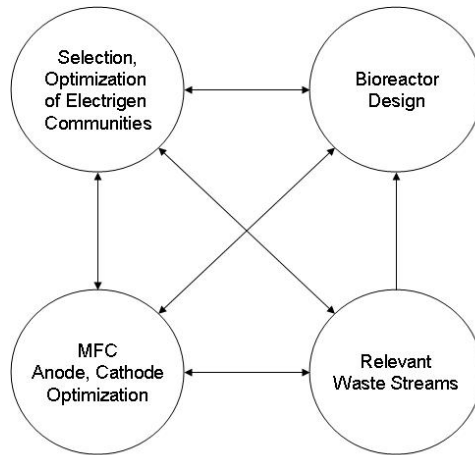 Selection,
Optimization
of Electrigen
Communities
Bioreactor
Design
MFC
Anode, Cathode
Optimization
Relevant
Waste Streams